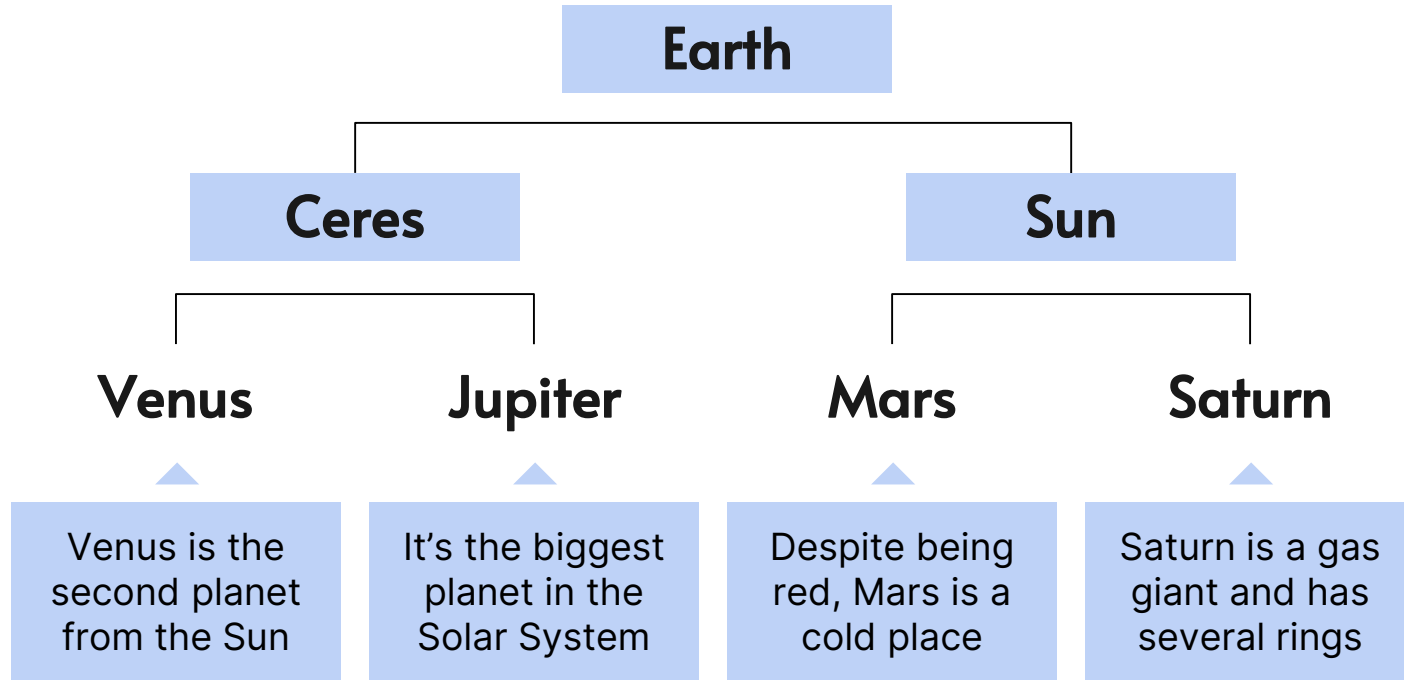 Earth
Ceres
Sun
Venus
Jupiter
Mars
Saturn
Venus is the
second planet
from the Sun
It’s the biggest
planet in the
Solar System
Despite being
red, Mars is a
cold place
Saturn is a gas
giant and has
several rings